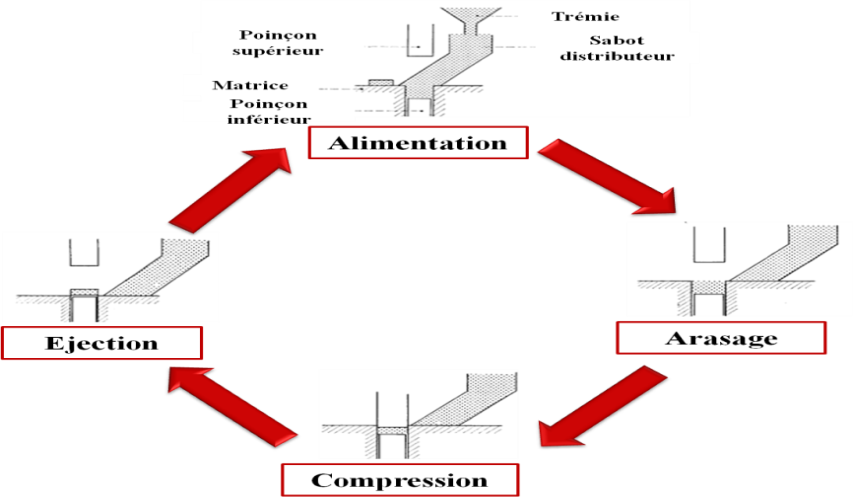 Trémie
Poinçon
supérieur
Sabot
distributeur
Matrice
Poinçon
inférieur
Alimentation
Arasage
Compression
Ejection